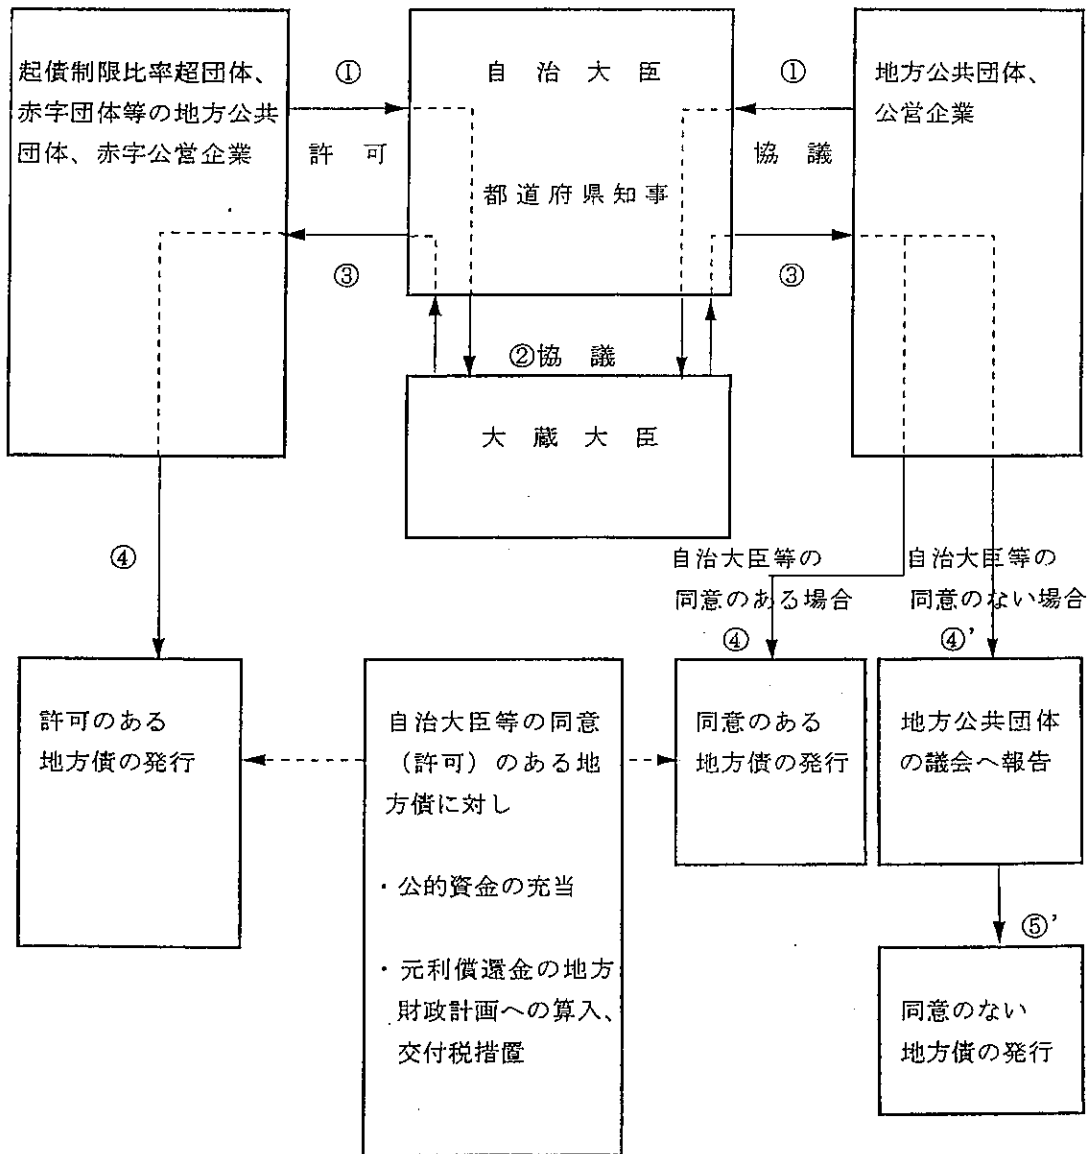 起債制限比率超団体、
赤字団体等の地方公共
団体、赤字公営企業
①
許可
③
自治大臣
都道府県知事
①
協議
③
地方公共団体、
公営企業
②協議
大蔵大臣
④
自治大臣等の
同意のある場合
④
自治大臣等の
同意のない場合
④'
許可のある
地方債の発行
自治大臣等の同意
(許可)のある地
方債に対し
・公的資金の充当
・元利償還金の地方
財政計画への算入、
交付税措置
同意のある
地方債の発行
地方公共団体
の議会へ報告
⑤'
同意のない
地方債の発行